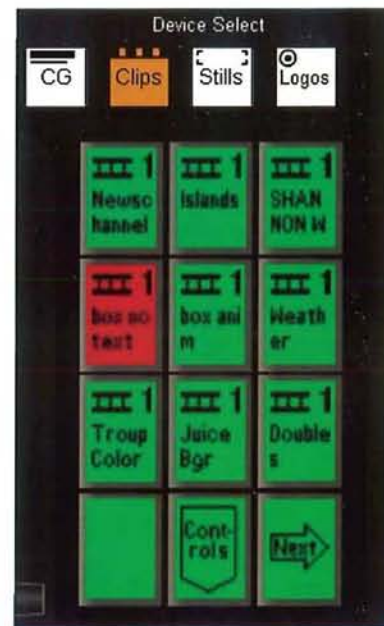 Device Select
CG Clips Stills Logos
1 1 1
Newsc Islands SHAN
hannel NON W
1 1 1
box no box ani Weath
text m er
1 1 1
Troup Juice Double
Color Bgr s
Cont-
rols Next